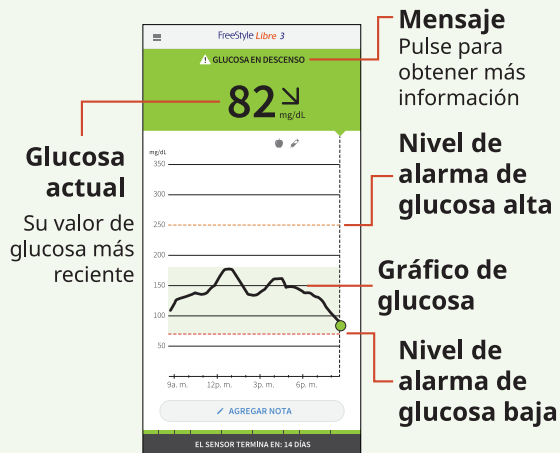 FreeStyle Libre 3
GLUCOSA EN DESCENSO
82
mg/dL
Mensaje
Pulse para
obtener más
información
Glucosa
actual
Su valor de
glucosa más
reciente
Nivel de
alarma de
glucosa alta
Gráfico de
glucosa
Nivel de
alarma de
glucosa baja
mg/dL
350
300
250
200
150
100
50
9a. m. 12p. m. 3p. m. 6p. m.
AGREGAR NOTA
EL SENSOR TERMINA EN: 14 DÍAS